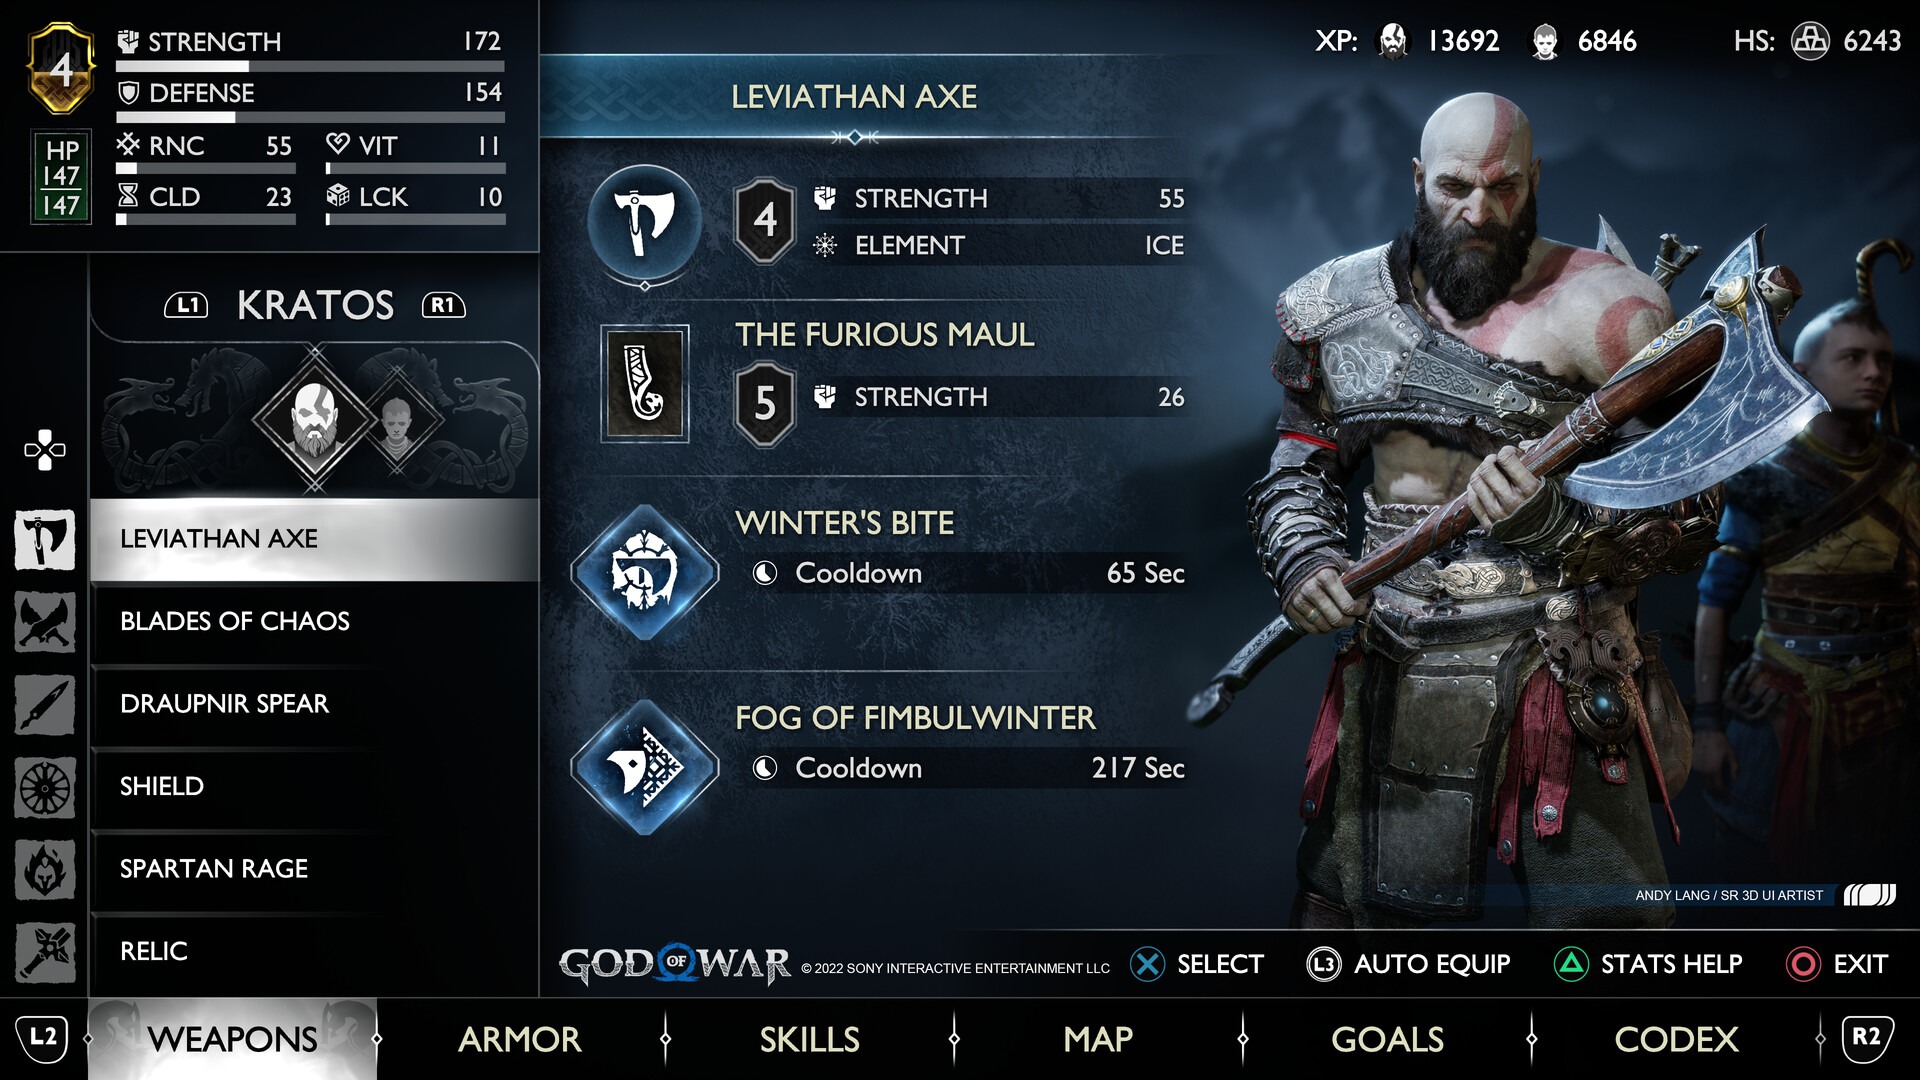 4
STRENGTH 172
DEFENSE 154
RNC 55 VIT 11
CLD 23 LCK 10
HP
147
147
XP: 13692 6846 HS: 6243
L1 KRATOS R1
LEVIATHAN AXE
BLADES OF CHAOS
DRAUPNIR SPEAR
SHIELD
SPARTAN RAGE
RELIC
LEVIATHAN AXE
4
STRENGTH 55
ELEMENT ICE
THE FURIOUS MAUL
5
STRENGTH 26
WINTER'S BITE
Cooldown 65 Sec
FOG OF FIMBULWINTER
Cooldown 217 Sec
ANDY LANG / SR 3D UI ARTIST
GOD OF WAR © 2022 SONY INTERACTIVE ENTERTAINMENT LLC
SELECT L3 AUTO EQUIP STATS HELP EXIT
L2 WEAPONS ARMOR SKILLS MAP GOALS CODEX R2